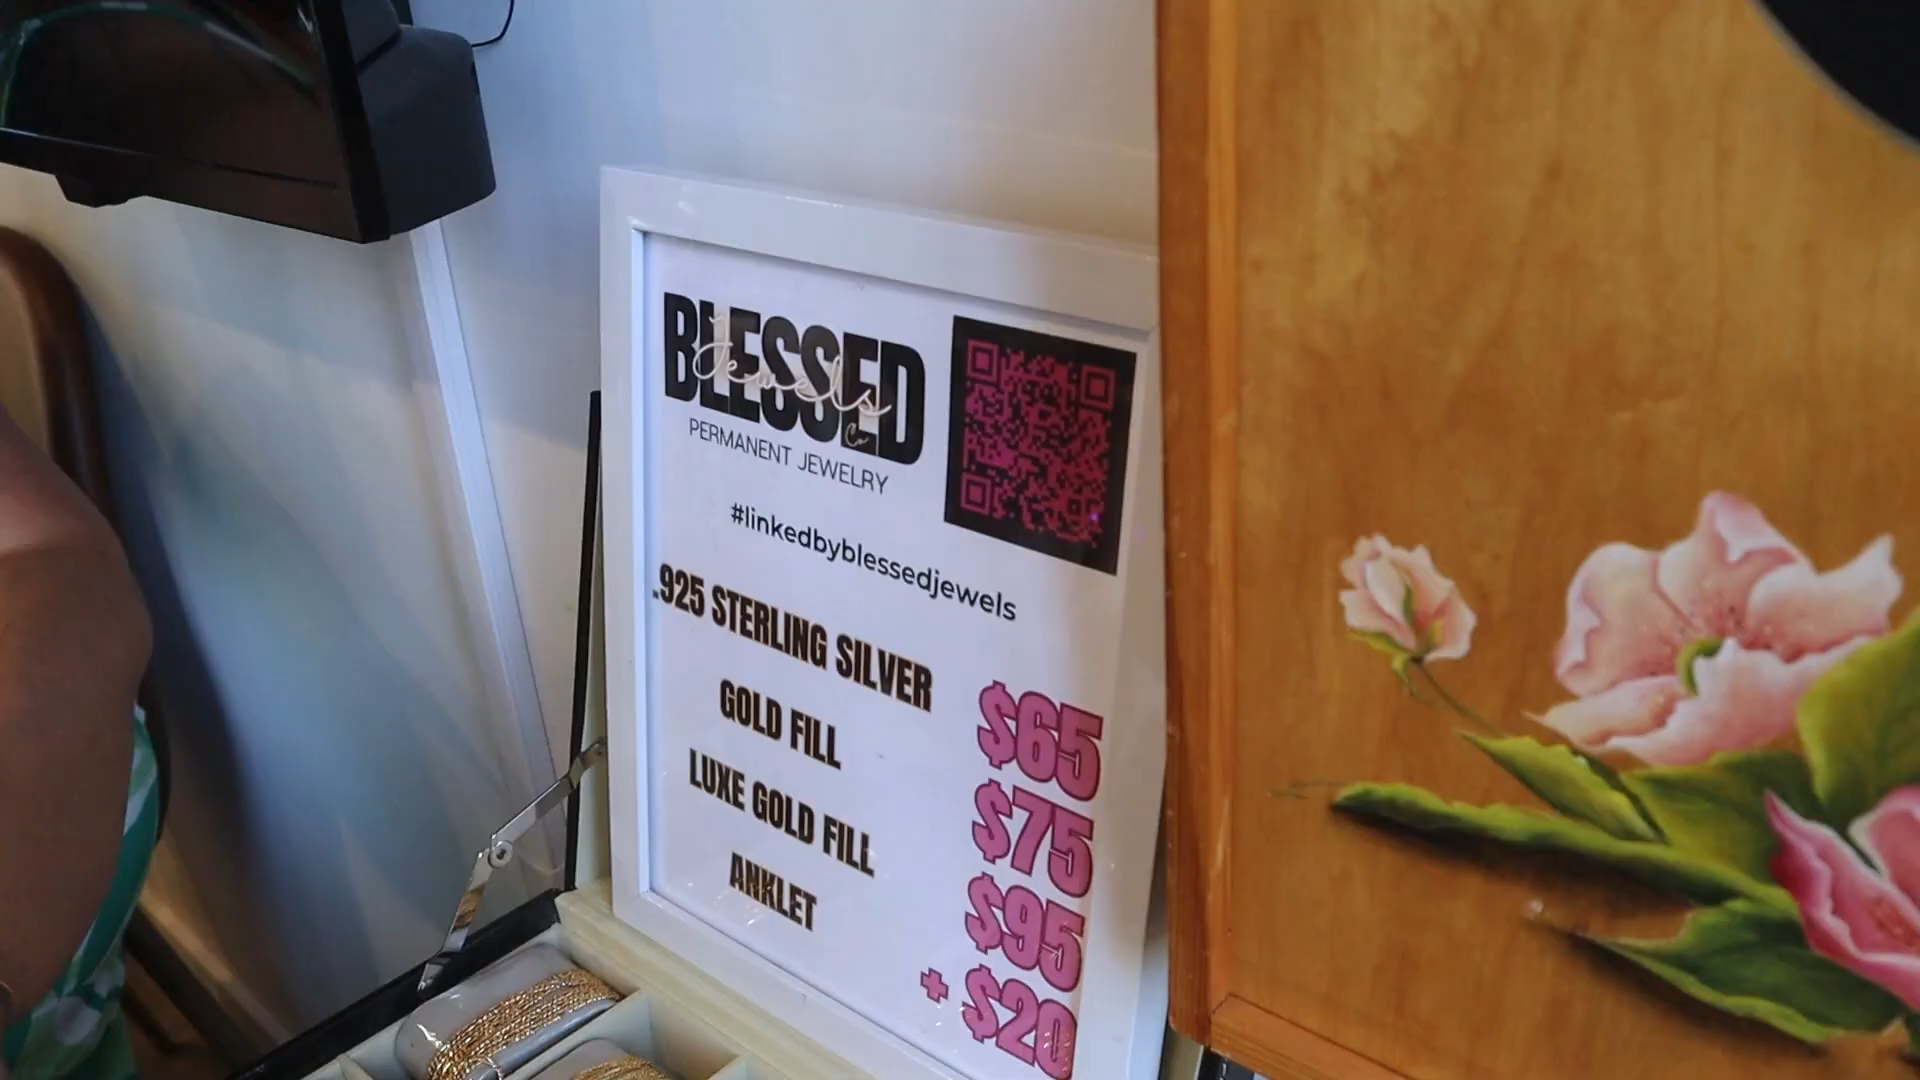 BLESSED
Jewels
Co
PERMANENT JEWELRY
#linkedbyblessedjewels
.925 STERLING SILVER $65
GOLD FILL $75
LUXE GOLD FILL $95
ANKLET + $20